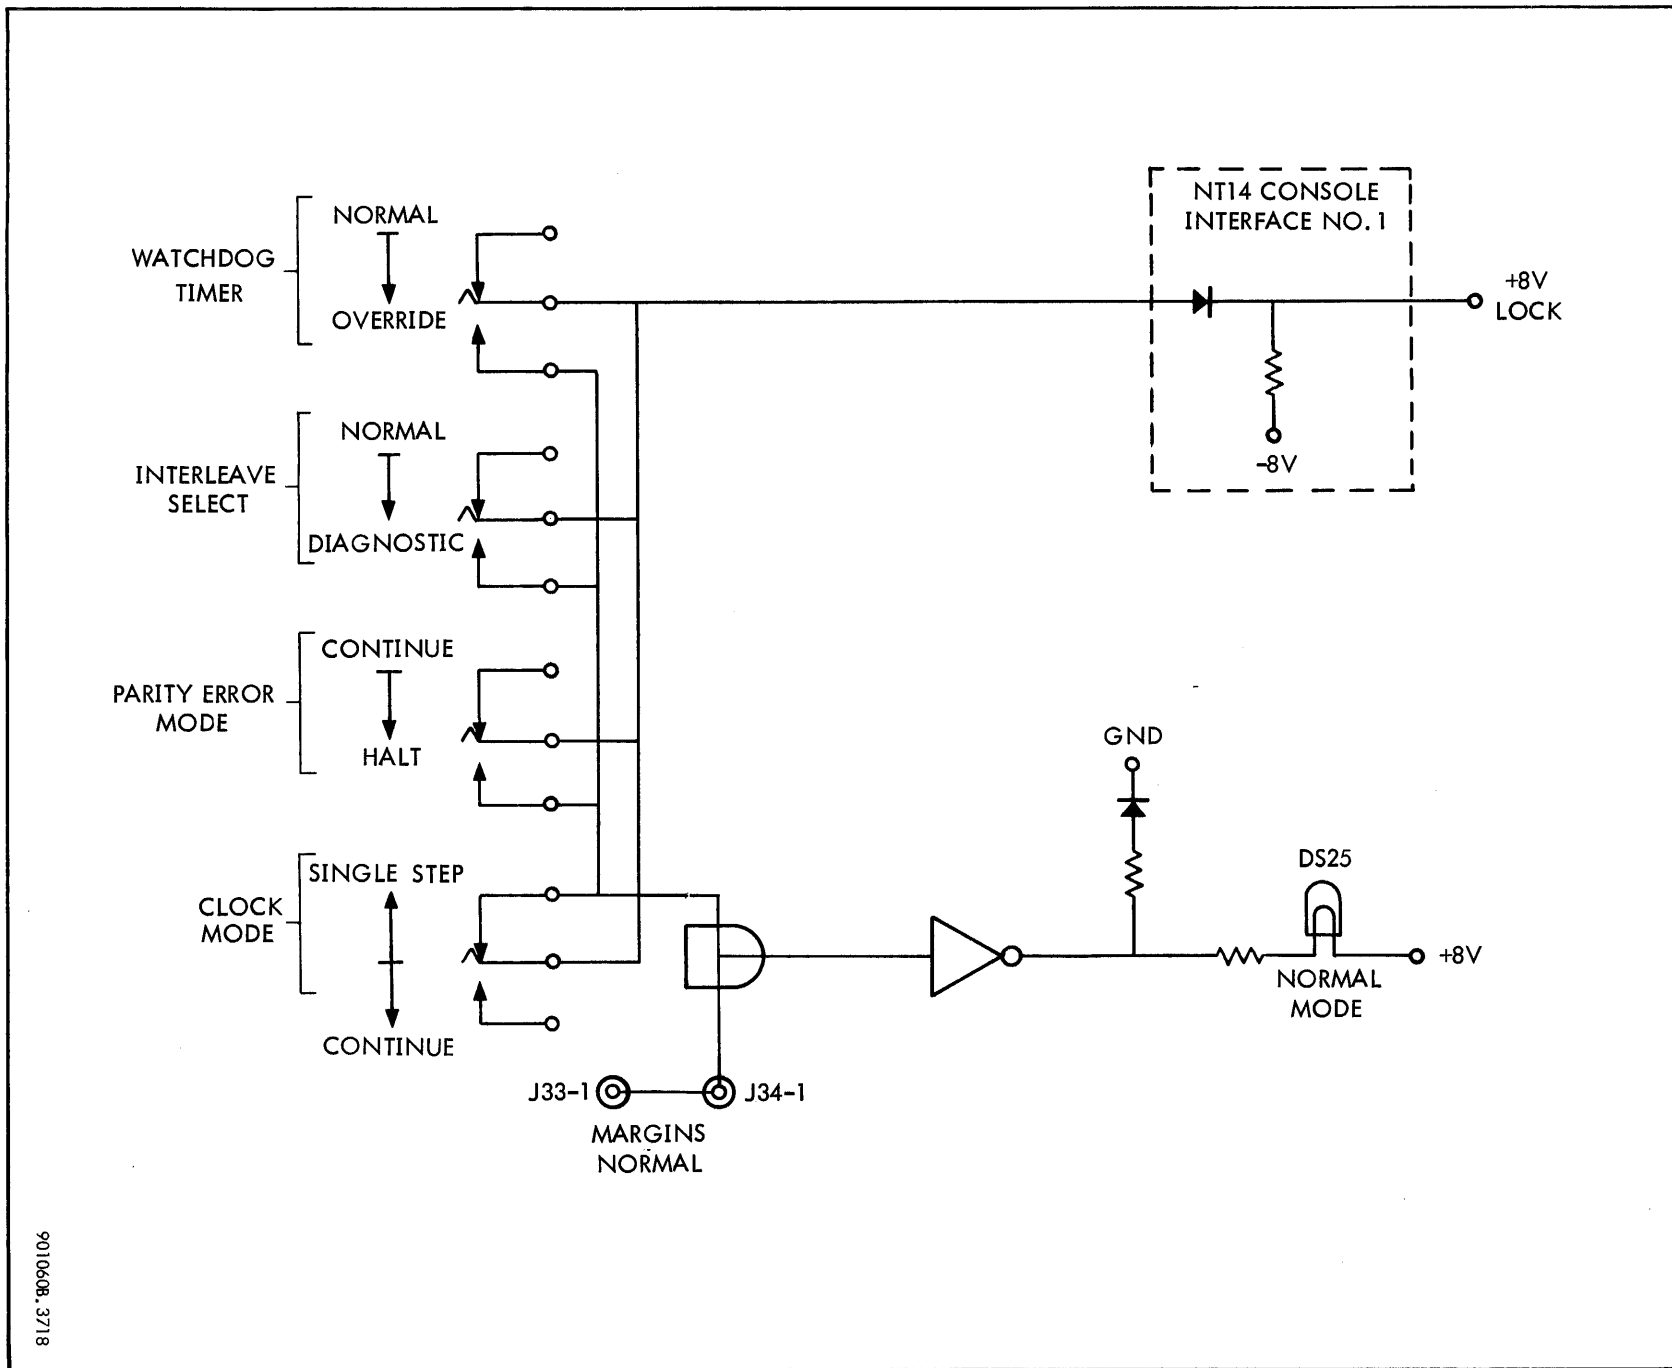 NT14 CONSOLE
INTERFACE NO. 1
+8V
LOCK
-8V
WATCHDOG
TIMER
NORMAL
OVERRIDE
INTERLEAVE
SELECT
NORMAL
DIAGNOSTIC
PARITY ERROR
MODE
CONTINUE
HALT
CLOCK
MODE
SINGLE STEP
CONTINUE
GND
DS25
+8V
NORMAL
MODE
J33-1
J34-1
MARGINS
NORMAL
901060B.3718